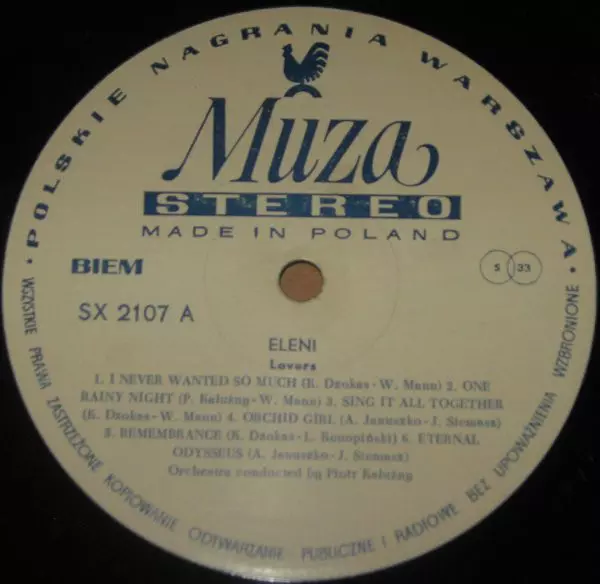 • POLSKIE NAGRANIA WARSZAWA •
Muza
STEREO
MADE IN POLAND
BIEM
S 33
SX 2107 A
ELENI
Lovers
1. I NEVER WANTED SO MUCH (K. Dzokas - W. Mann) 2. ONE
RAINY NIGHT (P. Kałużny - W. Mann) 3. SING IT ALL TOGETHER
(K. Dzokas - W. Mann) 4. ORCHID GIRL (A. Januszko - J. Siemasz)
5. REMEMBRANCE (K. Dzokas - L. Konopiński) 6. ETERNAL
ODYSSEUS (A. Januszko - J. Siemasz)
Orchestra conducted by Piotr Kałużny
WSZYSTKIE PRAWA ZASTRZEŻONE KOPIOWANIE ODTWARZANIE PUBLICZNE I RADIOWE BEZ UPOWAŻNIENIA WZBRONIONE